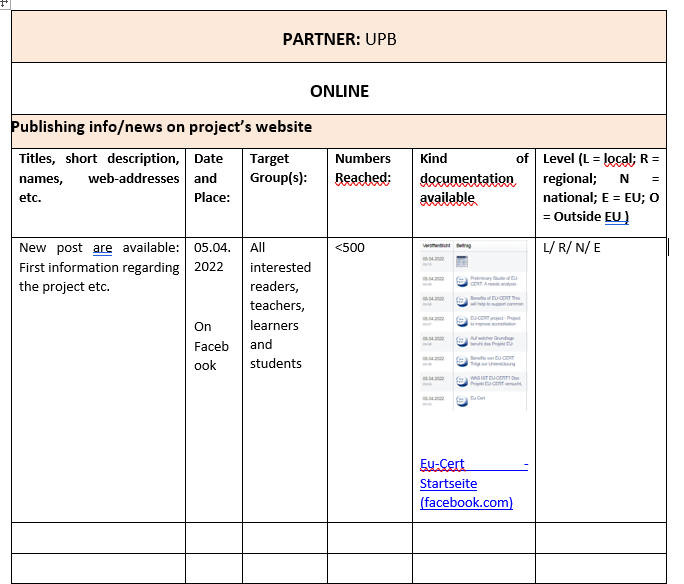 PARTNER: UPB
ONLINE
Publishing info/news on project's website
Titles, short description,
names, web-addresses
etc.
Date
and
Place:
Target
Group(s):
Numbers
Reached:
Kind of
documentation
available
Level (L = local; R =
regional; N =
national; E = EU; O
= Outside EU )
New post are available:
First information regarding
the project etc.
05.04.
2022
On
Faceb
ook
All
interested
readers,
teachers,
learners
and
students
<500
Veröffentlicht Beitrag
05.04.2022
05.04.2022 Preliminary Studie of EU-
CERT: A needs analysis
05.04.2022 Benefits of EU-CERT This
will help to support common
05.04.2022 EU-CERT project - Project
to improve accreditation
05.04.2022 Auf welcher Grundlage
beruht das Projekt EU-
05.04.2022 Benefits von EU-CERT
Trägt zur Unterstützung
05.04.2022 WAS IST EU-CERT? Das
Projekt EU-CERT versucht,
05.04.2022 Eu-Cert
Eu-Cert -
Startseite
(facebook.com)
L/ R/ N/ E